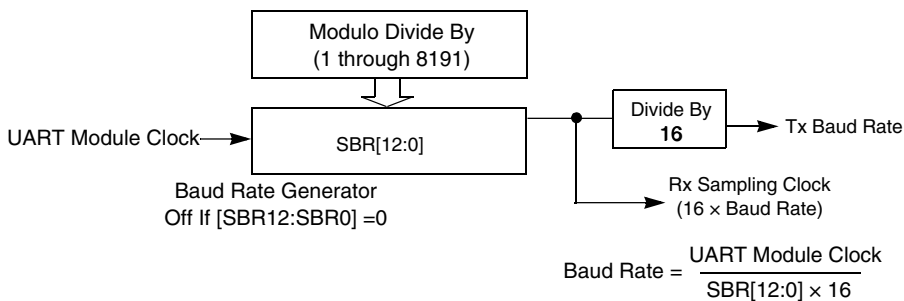 Modulo Divide By
(1 through 8191)
UART Module Clock
SBR[12:0]
Divide By
16
Tx Baud Rate
Baud Rate Generator
Off If [SBR12:SBR0] =0
Rx Sampling Clock
(16 × Baud Rate)
Baud Rate = UART Module Clock
SBR[12:0] × 16